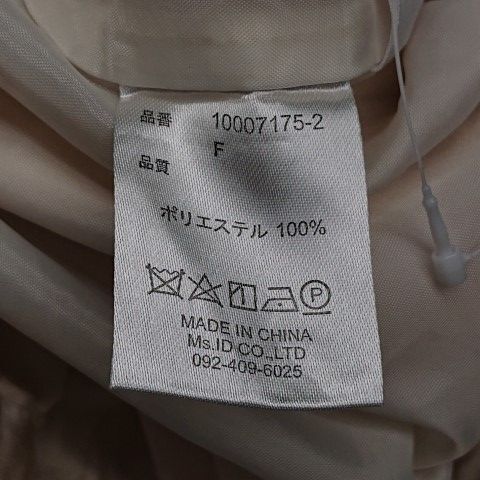 品番 10007175-2
F
品質
ポリエステル 100%
P
MADE IN CHINA
Ms.ID CO.,LTD
092-409-6025